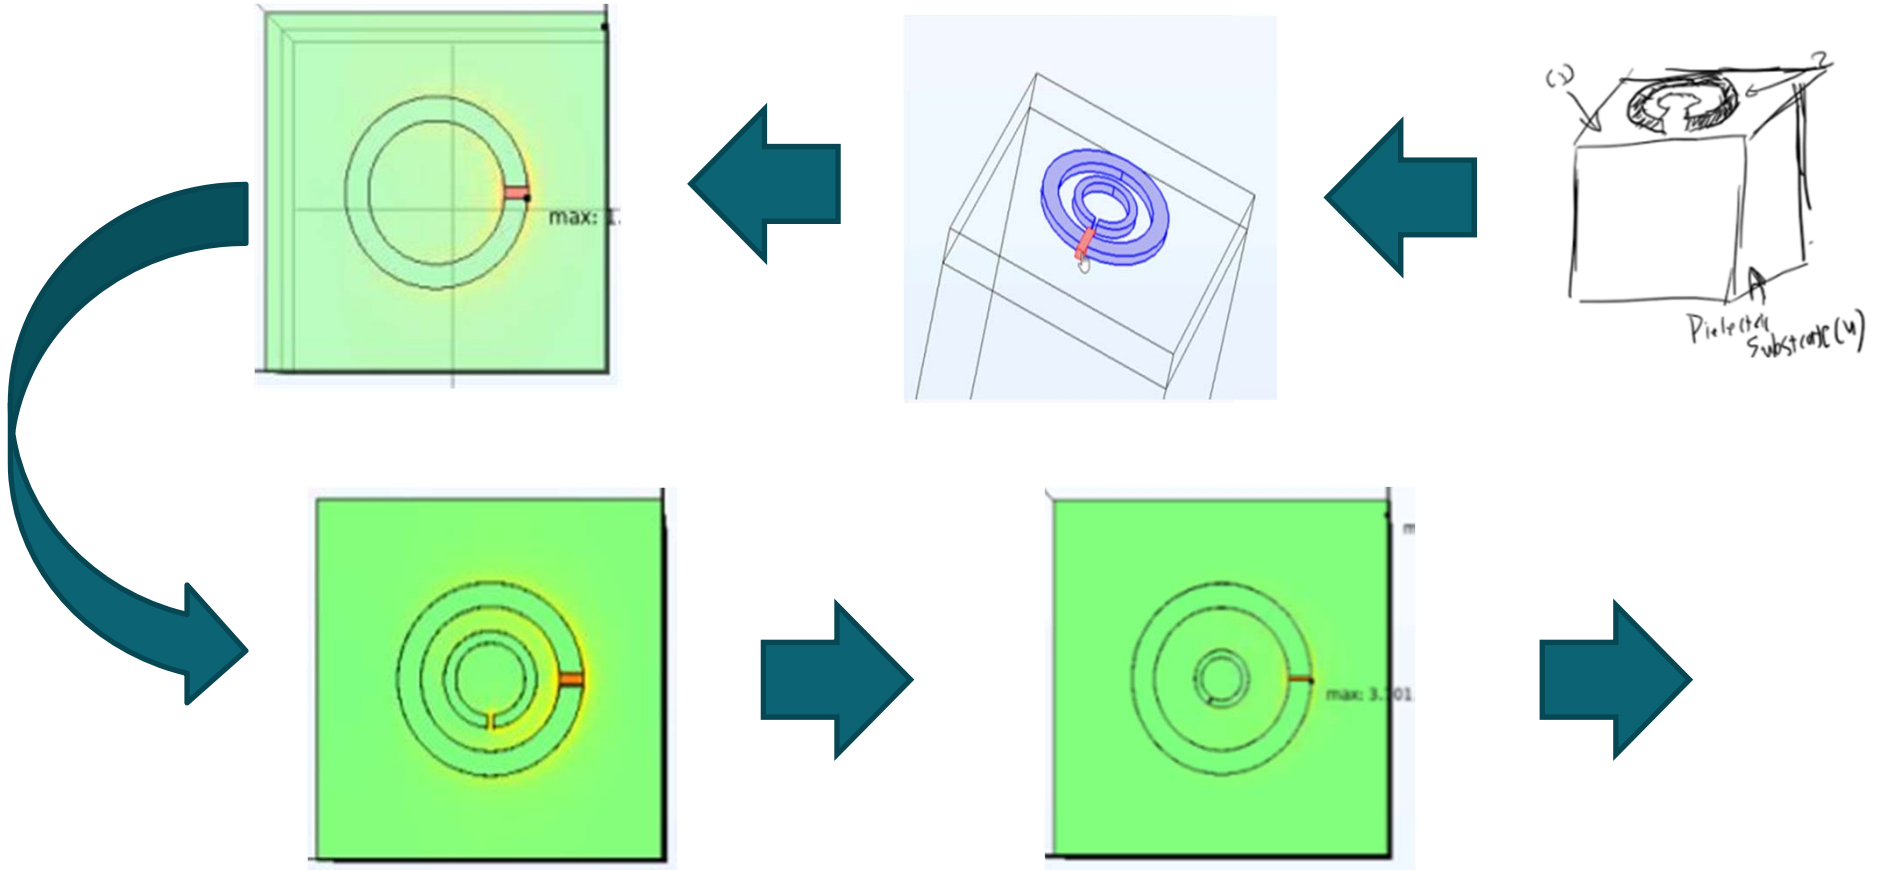 max: 1.
(1)
2
Dielectric
Substrate(4)
m
max: 3.101